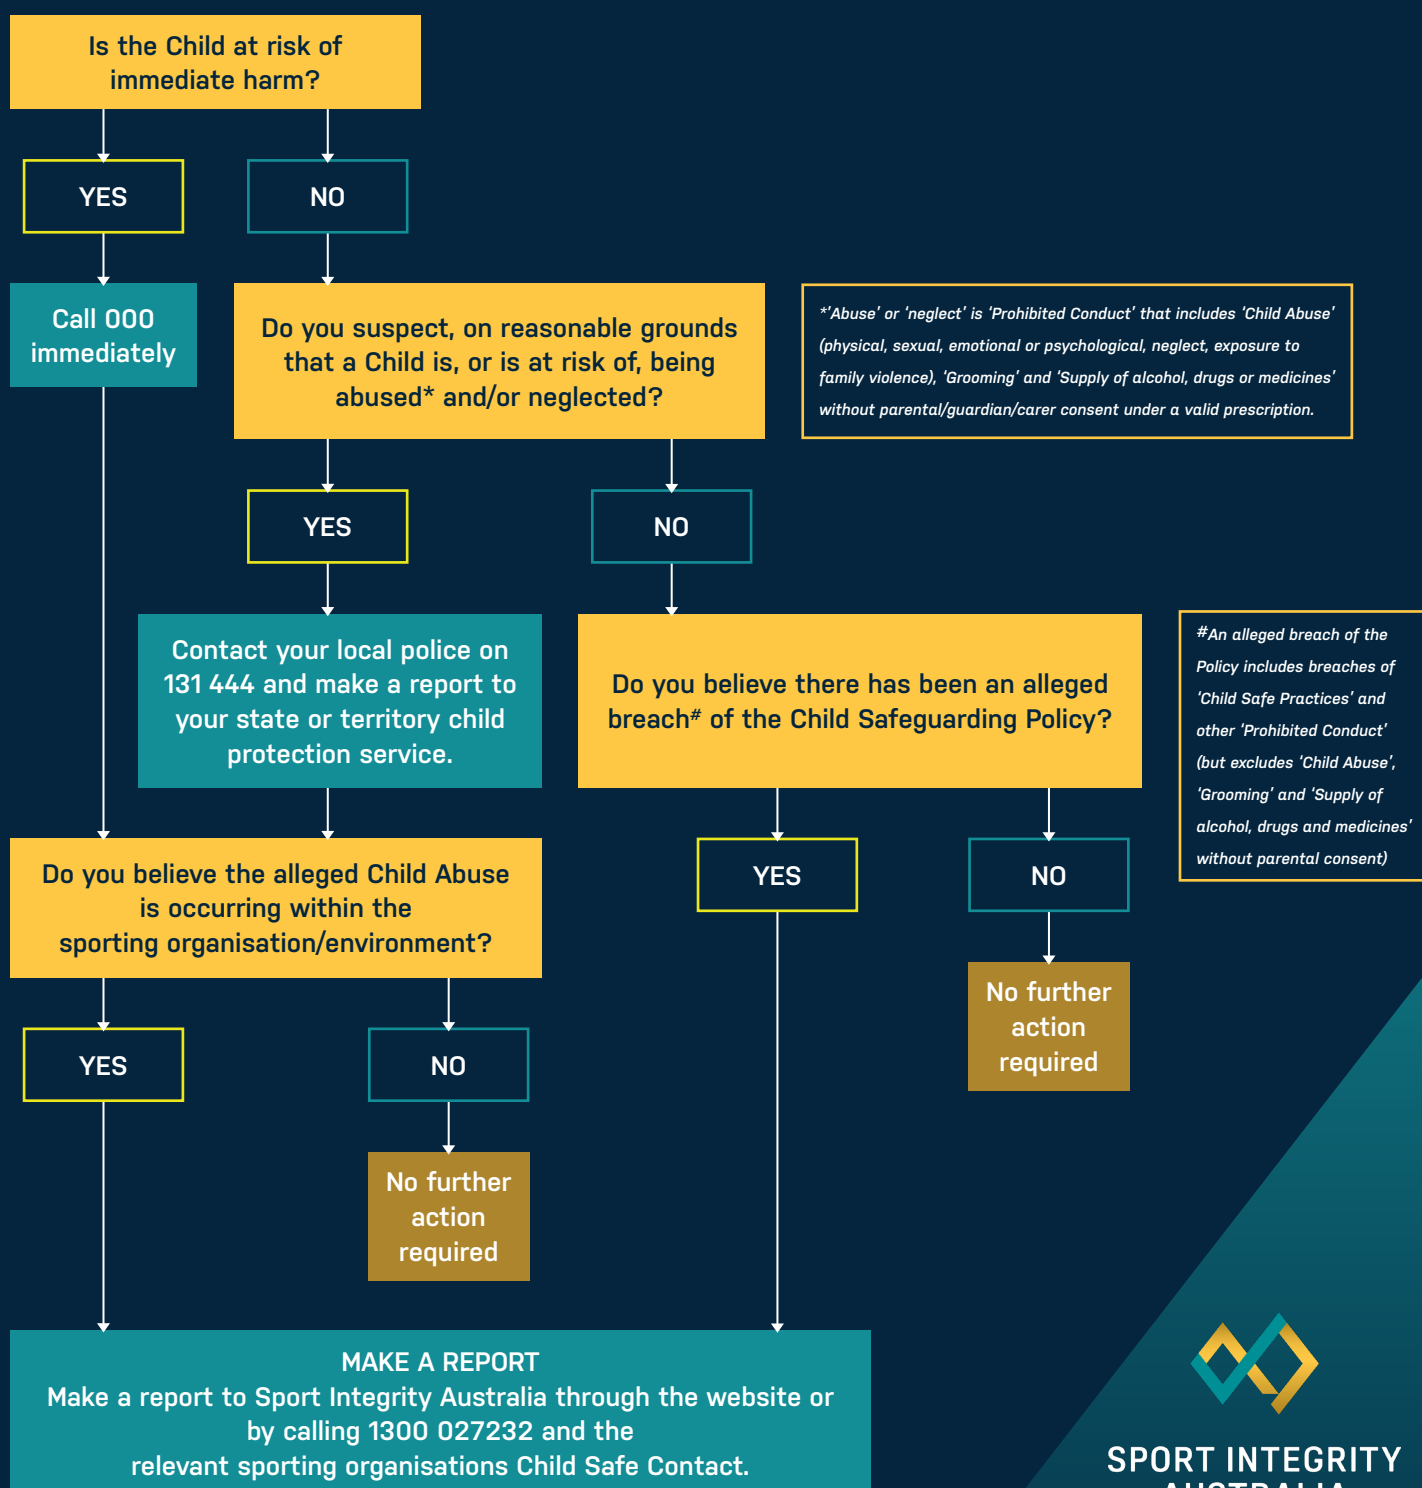 Is the Child at risk of
immediate harm?
YES
NO
Call 000
immediately
Do you suspect, on reasonable grounds
that a Child is, or is at risk of, being
abused* and/or neglected?
*'Abuse' or 'neglect' is 'Prohibited Conduct' that includes 'Child Abuse'
(physical, sexual, emotional or psychological, neglect, exposure to
family violence), 'Grooming' and 'Supply of alcohol, drugs or medicines'
without parental/guardian/carer consent under a valid prescription.
YES
NO
Contact your local police on
131 444 and make a report to
your state or territory child
protection service.
Do you believe there has been an alleged
breach# of the Child Safeguarding Policy?
#An alleged breach of the
Policy includes breaches of
'Child Safe Practices' and
other 'Prohibited Conduct'
(but excludes 'Child Abuse',
'Grooming' and 'Supply of
alcohol, drugs and medicines'
without parental consent)
Do you believe the alleged Child Abuse
is occurring within the
sporting organisation/environment?
YES
NO
No further
action
required
YES
NO
No further
action
required
MAKE A REPORT
Make a report to Sport Integrity Australia through the website or
by calling 1300 027232 and the
relevant sporting organisations Child Safe Contact.
SPORT INTEGRITY
AUSTRALIA